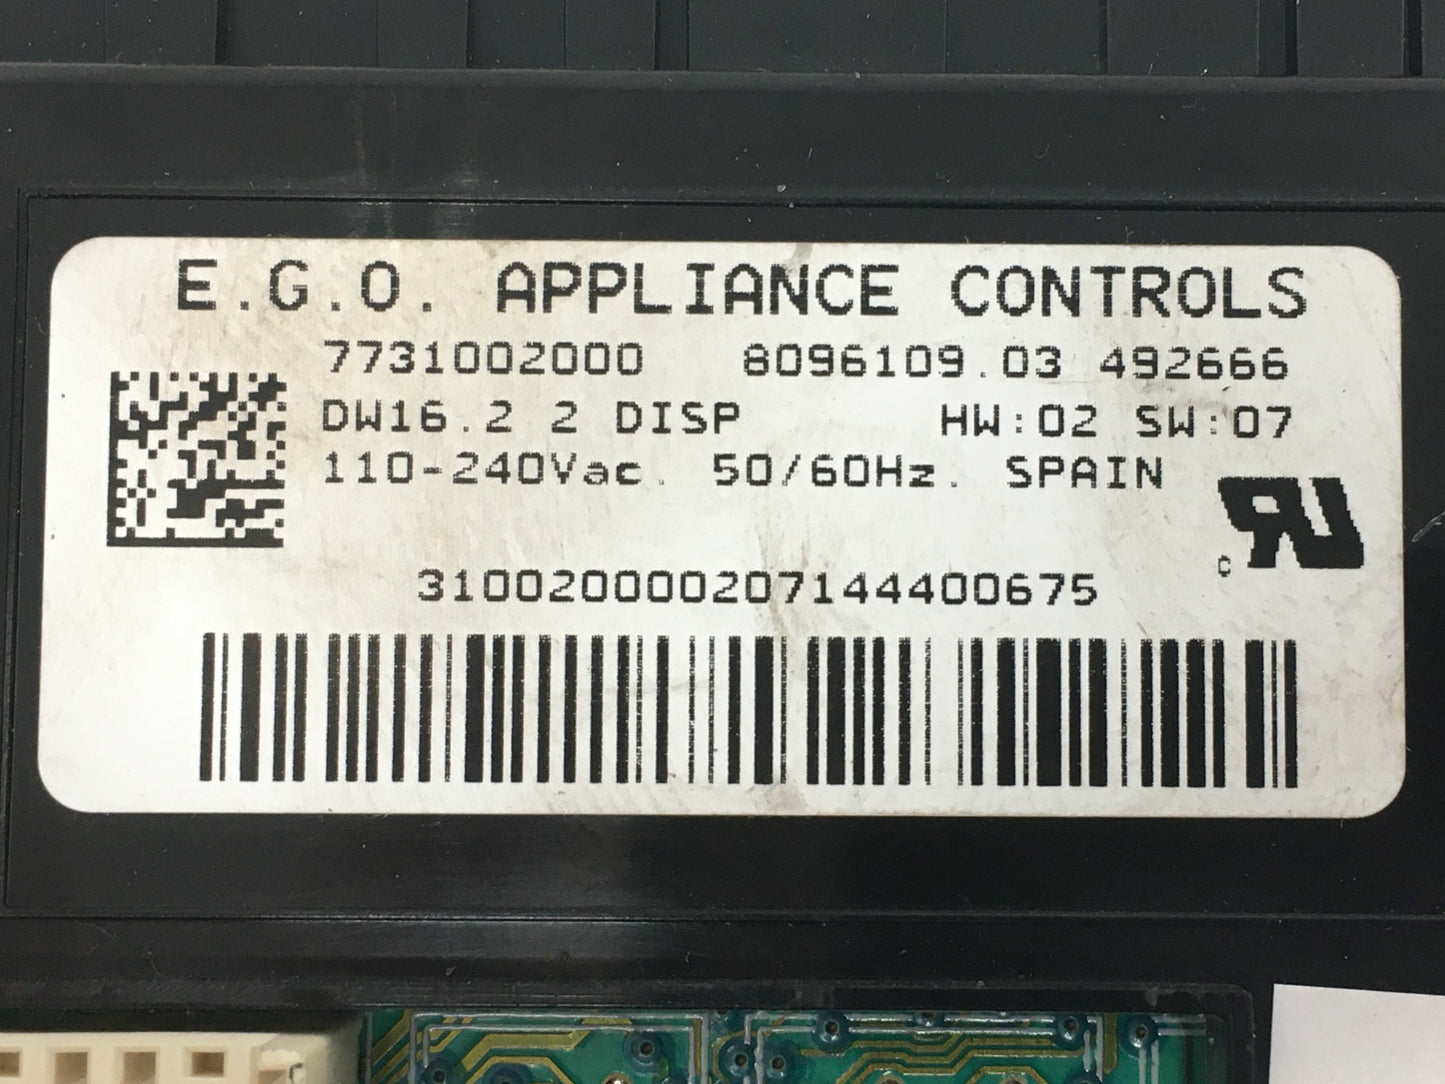 E.G.O. APPLIANCE CONTROLS
7731002000 8096109.03 492666
DW16.2 2 DISP HW:02 SW:07
110-240Vac. 50/60Hz. SPAIN
c RU
310020000207144400675